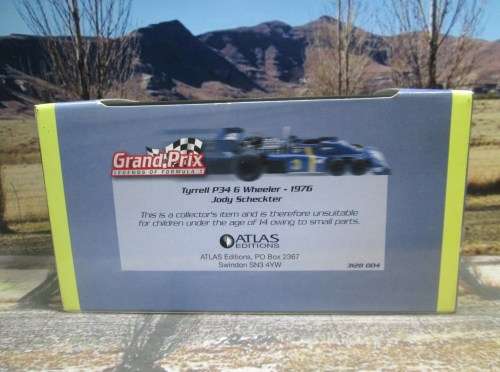 Grand Prix
LEGENDS OF FORMULA 1
Tyrrell P34 6 Wheeler - 1976
Jody Scheckter
This is a collector's item and is therefore unsuitable
for children under the age of 14 owing to small parts.
ATLAS
EDITIONS
ATLAS Editions, PO Box 2367
Swindon SN3 4YW
3128 004